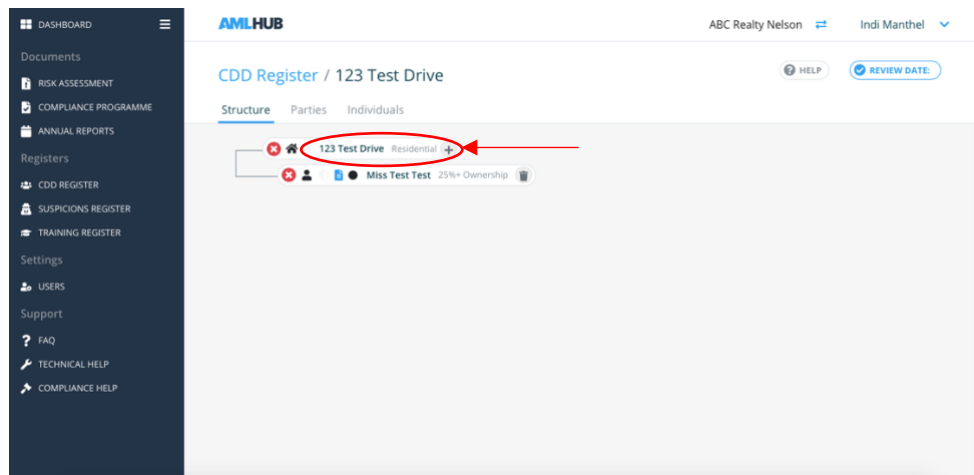 DASHBOARD
AMLHUB
ABC Realty Nelson
Indi Manthel
Documents
RISK ASSESSMENT
COMPLIANCE PROGRAMME
ANNUAL REPORTS
Registers
CDD REGISTER
SUSPICIONS REGISTER
TRAINING REGISTER
Settings
USERS
Support
FAQ
TECHNICAL HELP
COMPLIANCE HELP
CDD Register / 123 Test Drive
HELP
REVIEW DATE:
Structure Parties Individuals
123 Test Drive Residential
Miss Test Test 25%+ Ownership